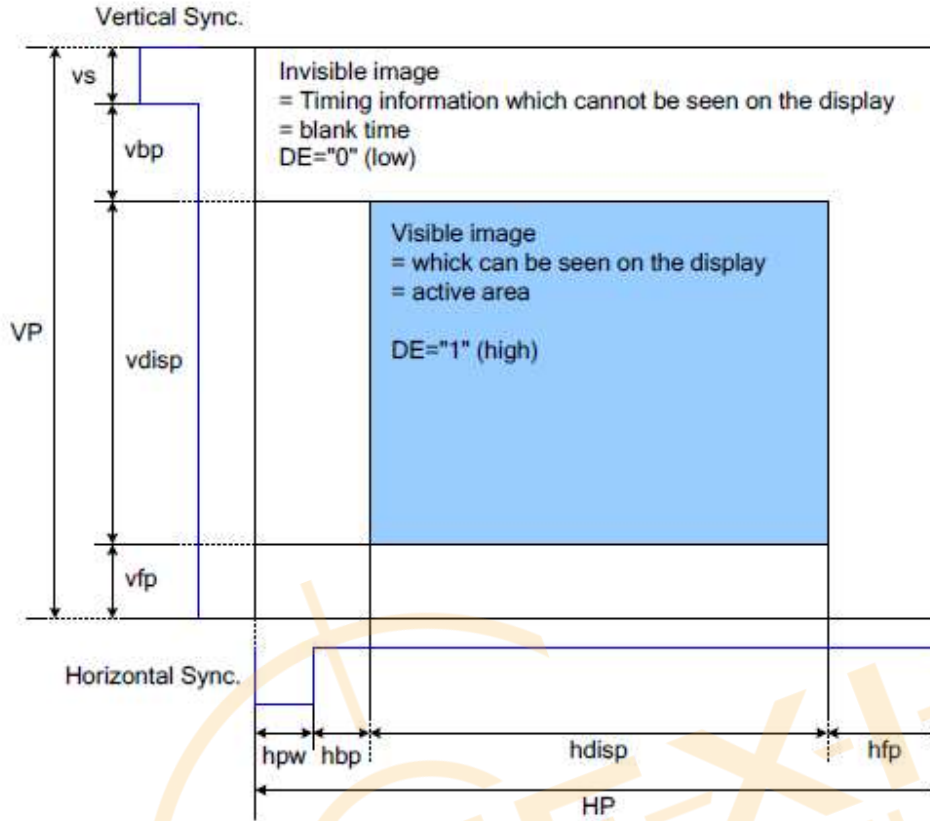 Vertical Sync.
vs
Invisible image
= Timing information which cannot be seen on the display
= blank time
DE="0" (low)
vbp
Visible image
= whick can be seen on the display
= active area
DE="1" (high)
VP
vdisp
vfp
Horizontal Sync.
hpw
hbp
hdisp
hfp
HP